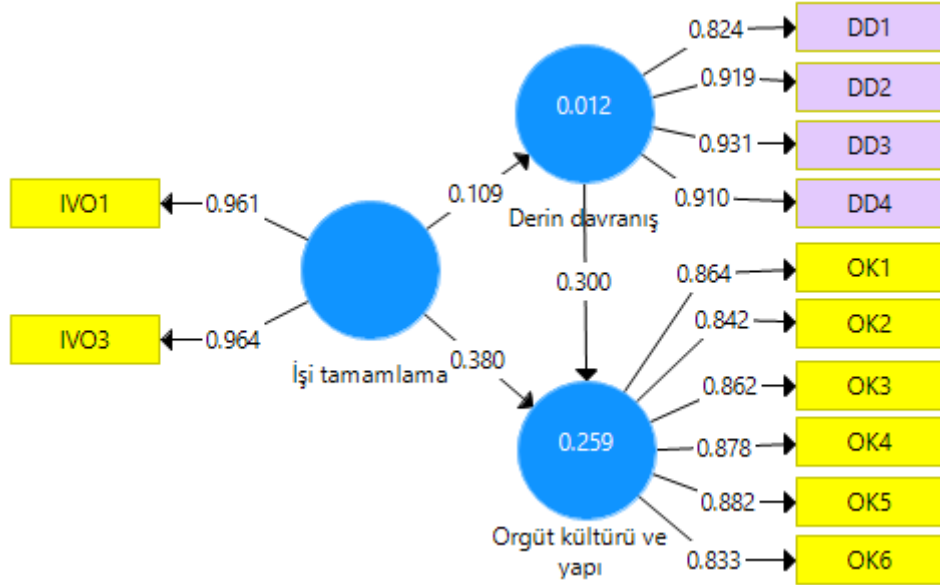 0.824
DD1
0.919
DD2
0.012
0.931
DD3
0.910
DD4
IVO1
0.961
0.109
Derin davranış
0.864
OK1
0.300
0.842
OK2
IVO3
0.964
0.380
0.862
OK3
İşi tamamlama
0.259
0.878
OK4
0.882
OK5
Orgüt kültürü ve
yapı
0.833
OK6